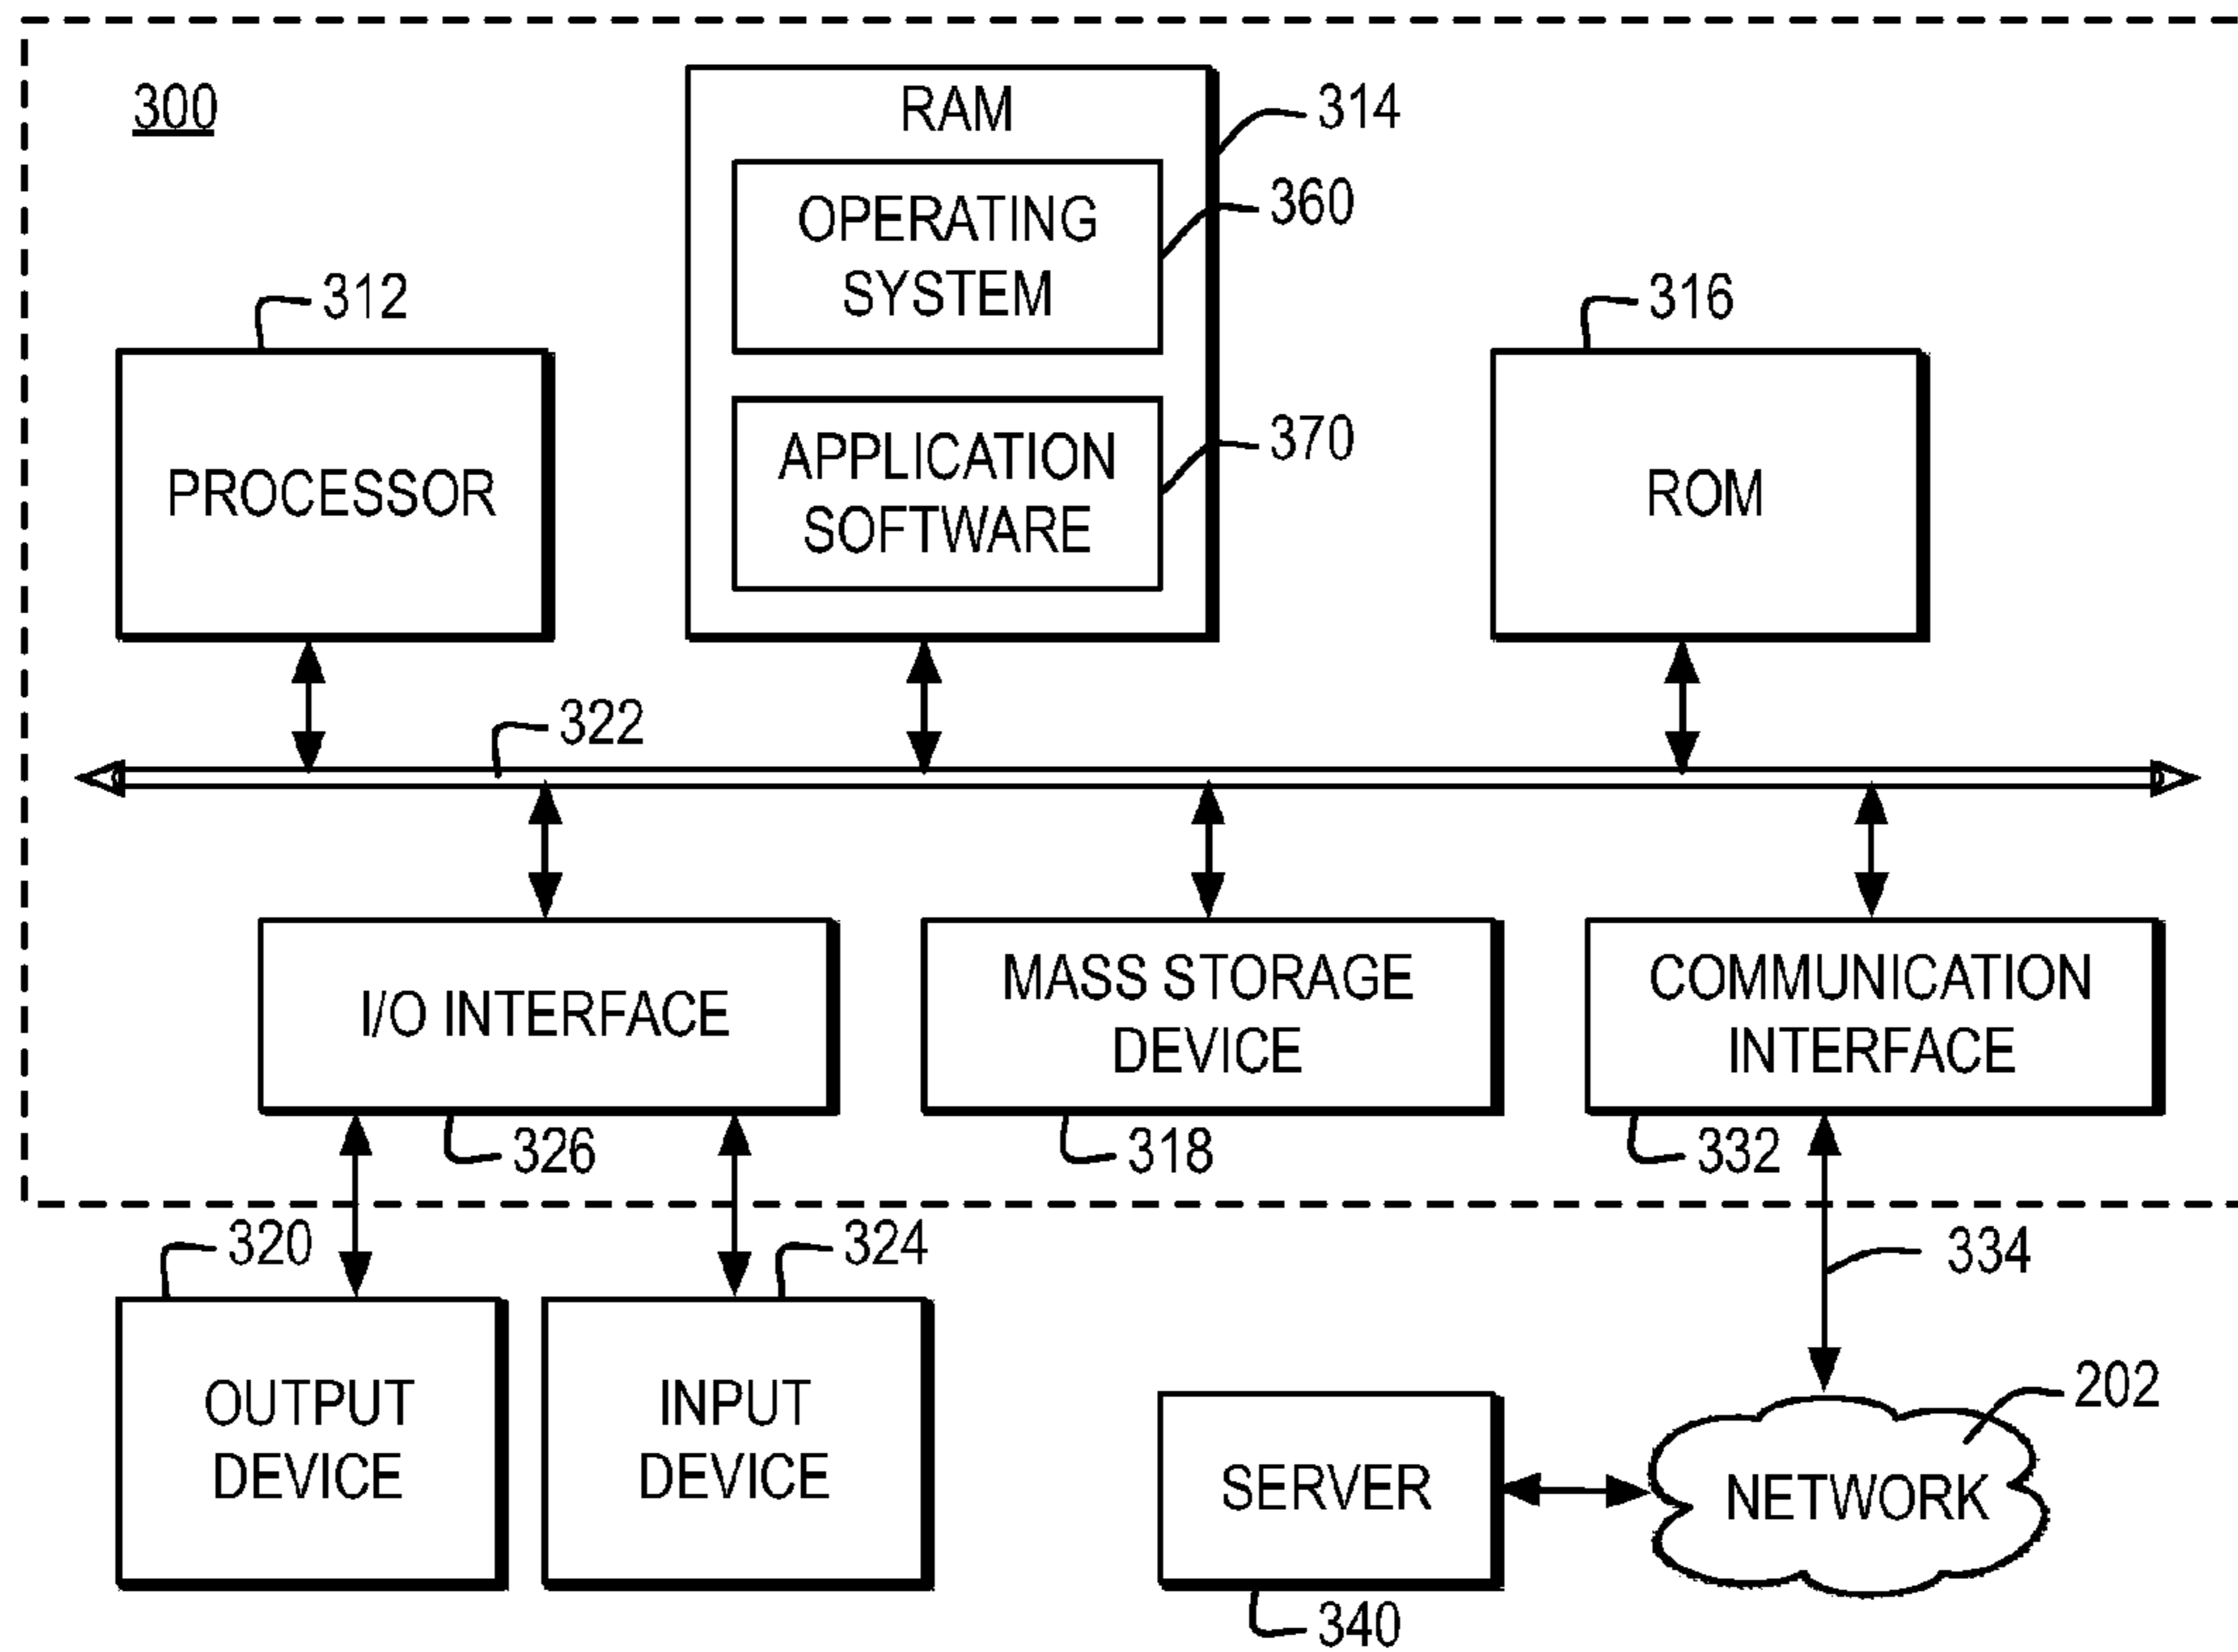 300
RAM
314
OPERATING
SYSTEM
360
312
316
APPLICATION
SOFTWARE
370
PROCESSOR
ROM
322
I/O INTERFACE
MASS STORAGE
DEVICE
COMMUNICATION
INTERFACE
326
318
332
320
324
334
OUTPUT
DEVICE
INPUT
DEVICE
202
SERVER
NETWORK
340